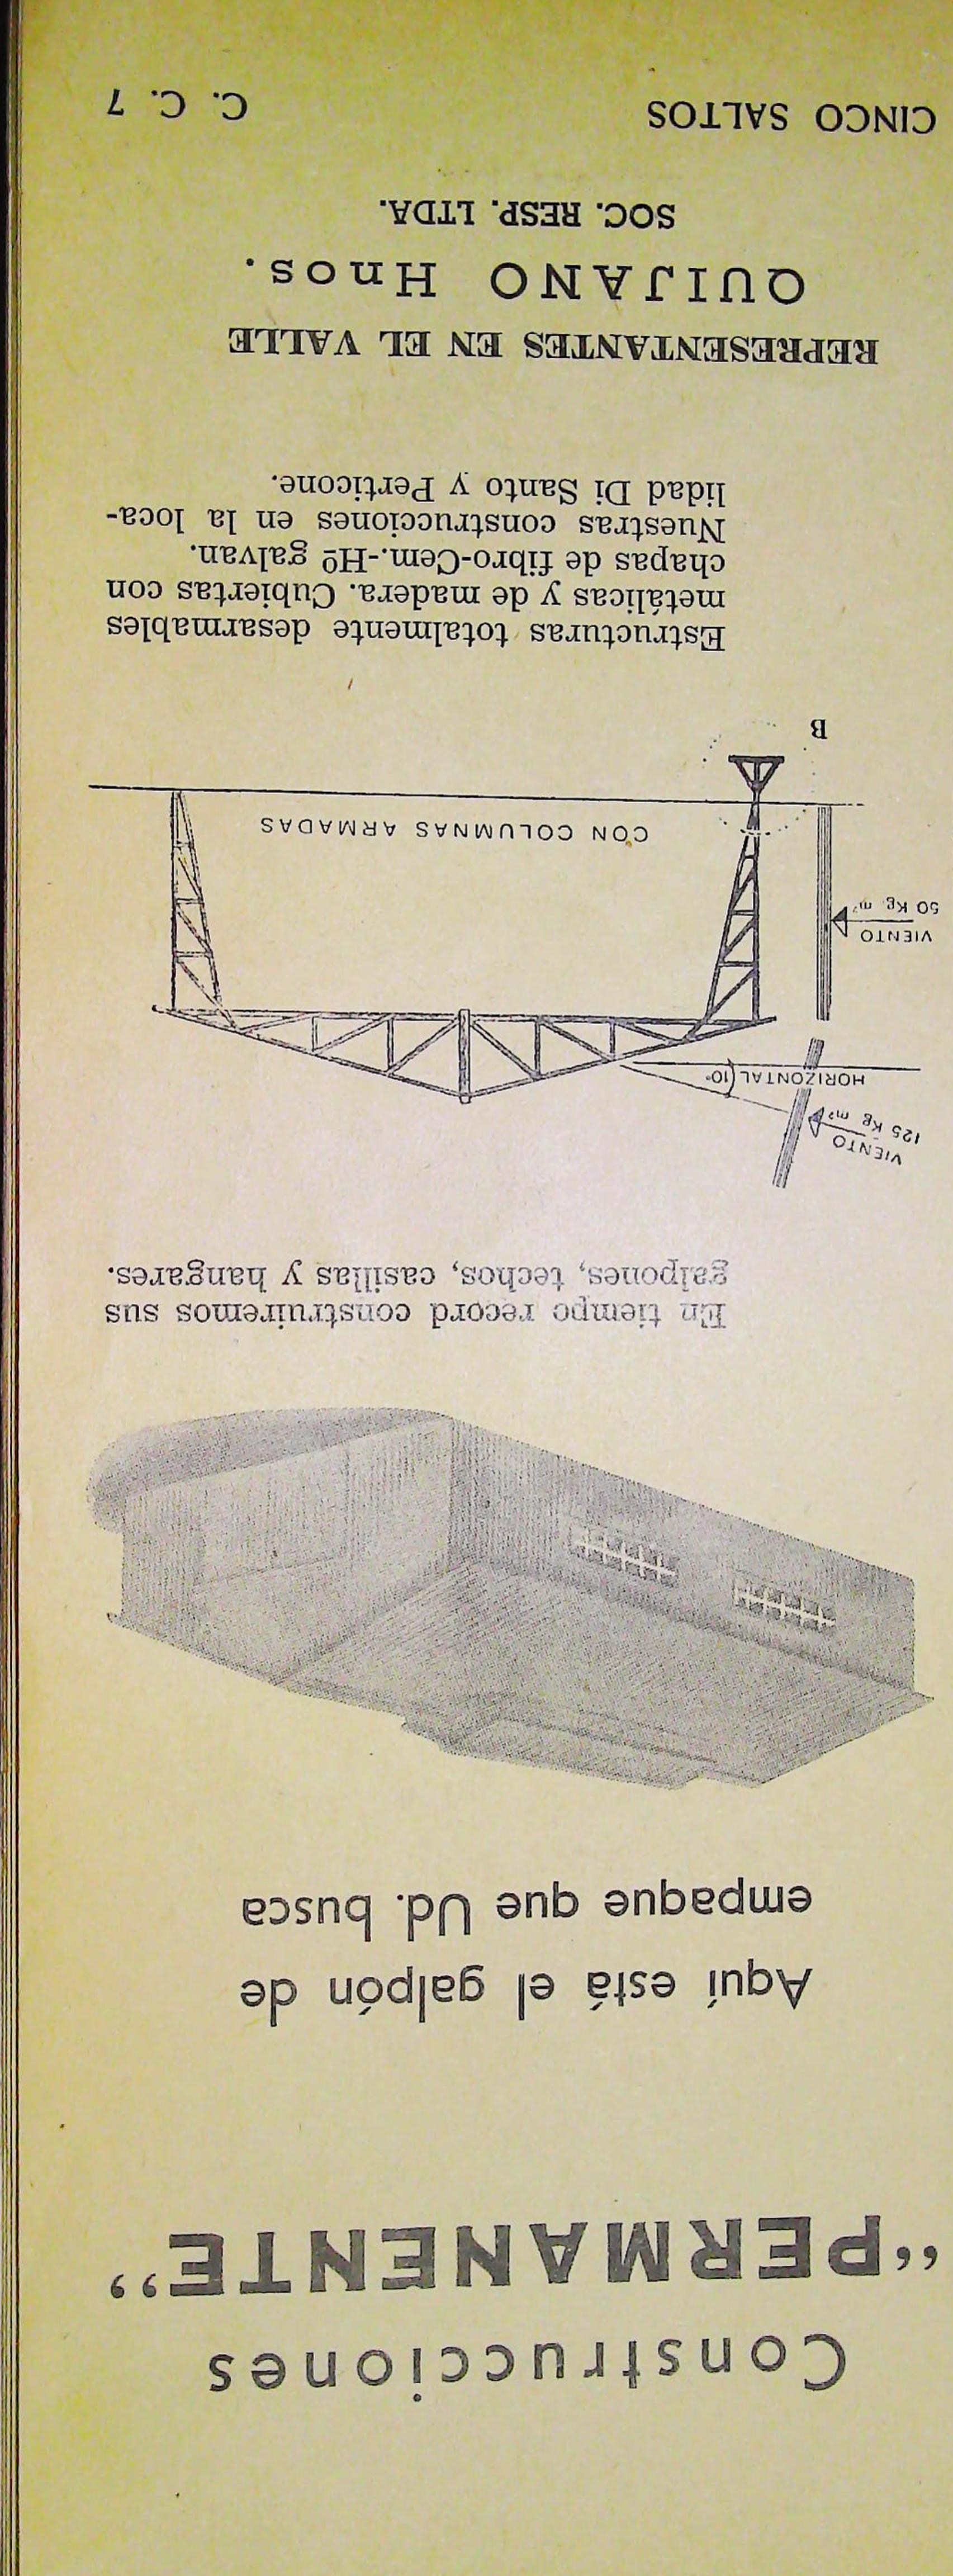 Construcciones
“PERMANENTE”
Aquí está el galpón de
empaque que Ud. busca
En tiempo record construiremos sus
galpones, techos, casillas y hangares.
VIENTO
125 Kg m²
HORIZONTAL 10°
VIENTO
50 Kg. m²
CON COLUMNAS ARMADAS
B
Estructuras totalmente desarmables
metálicas y de madera. Cubiertas con
chapas de fibro-Cem.-Hº galvan.
Nuestras construcciones en la loca-
lidad Di Santo y Perticone.
REPRESENTANTES EN EL VALLE
QUIJANO Hnos.
SOC. RESP. LTDA.
CINCO SALTOS C. C. 7